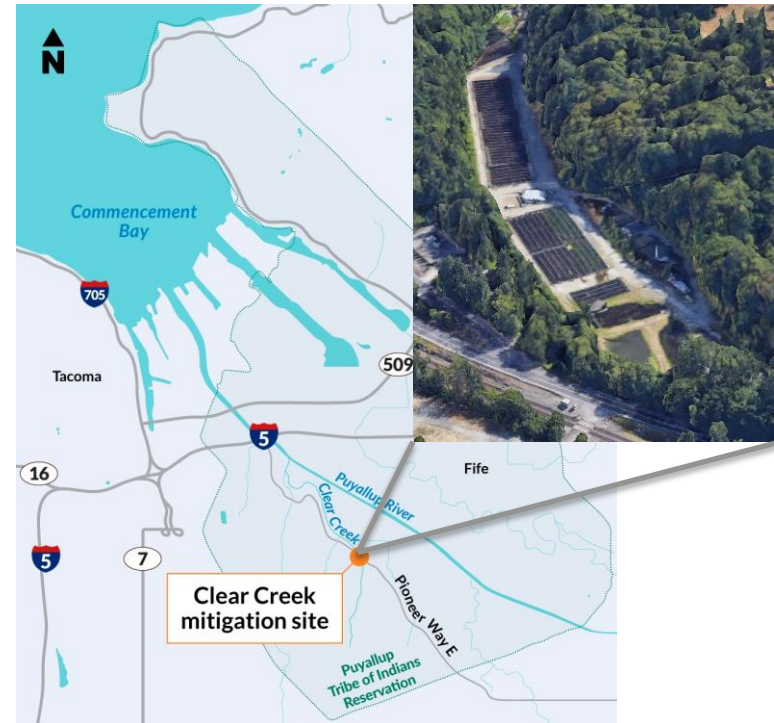 N
Commencement
Bay
705
Tacoma
509
5
16
Fife
Puyallup River
Clear Creek
5
7
Clear Creek
mitigation site
Pioneer Way E
Puyallup
Tribe of Indians
Reservation